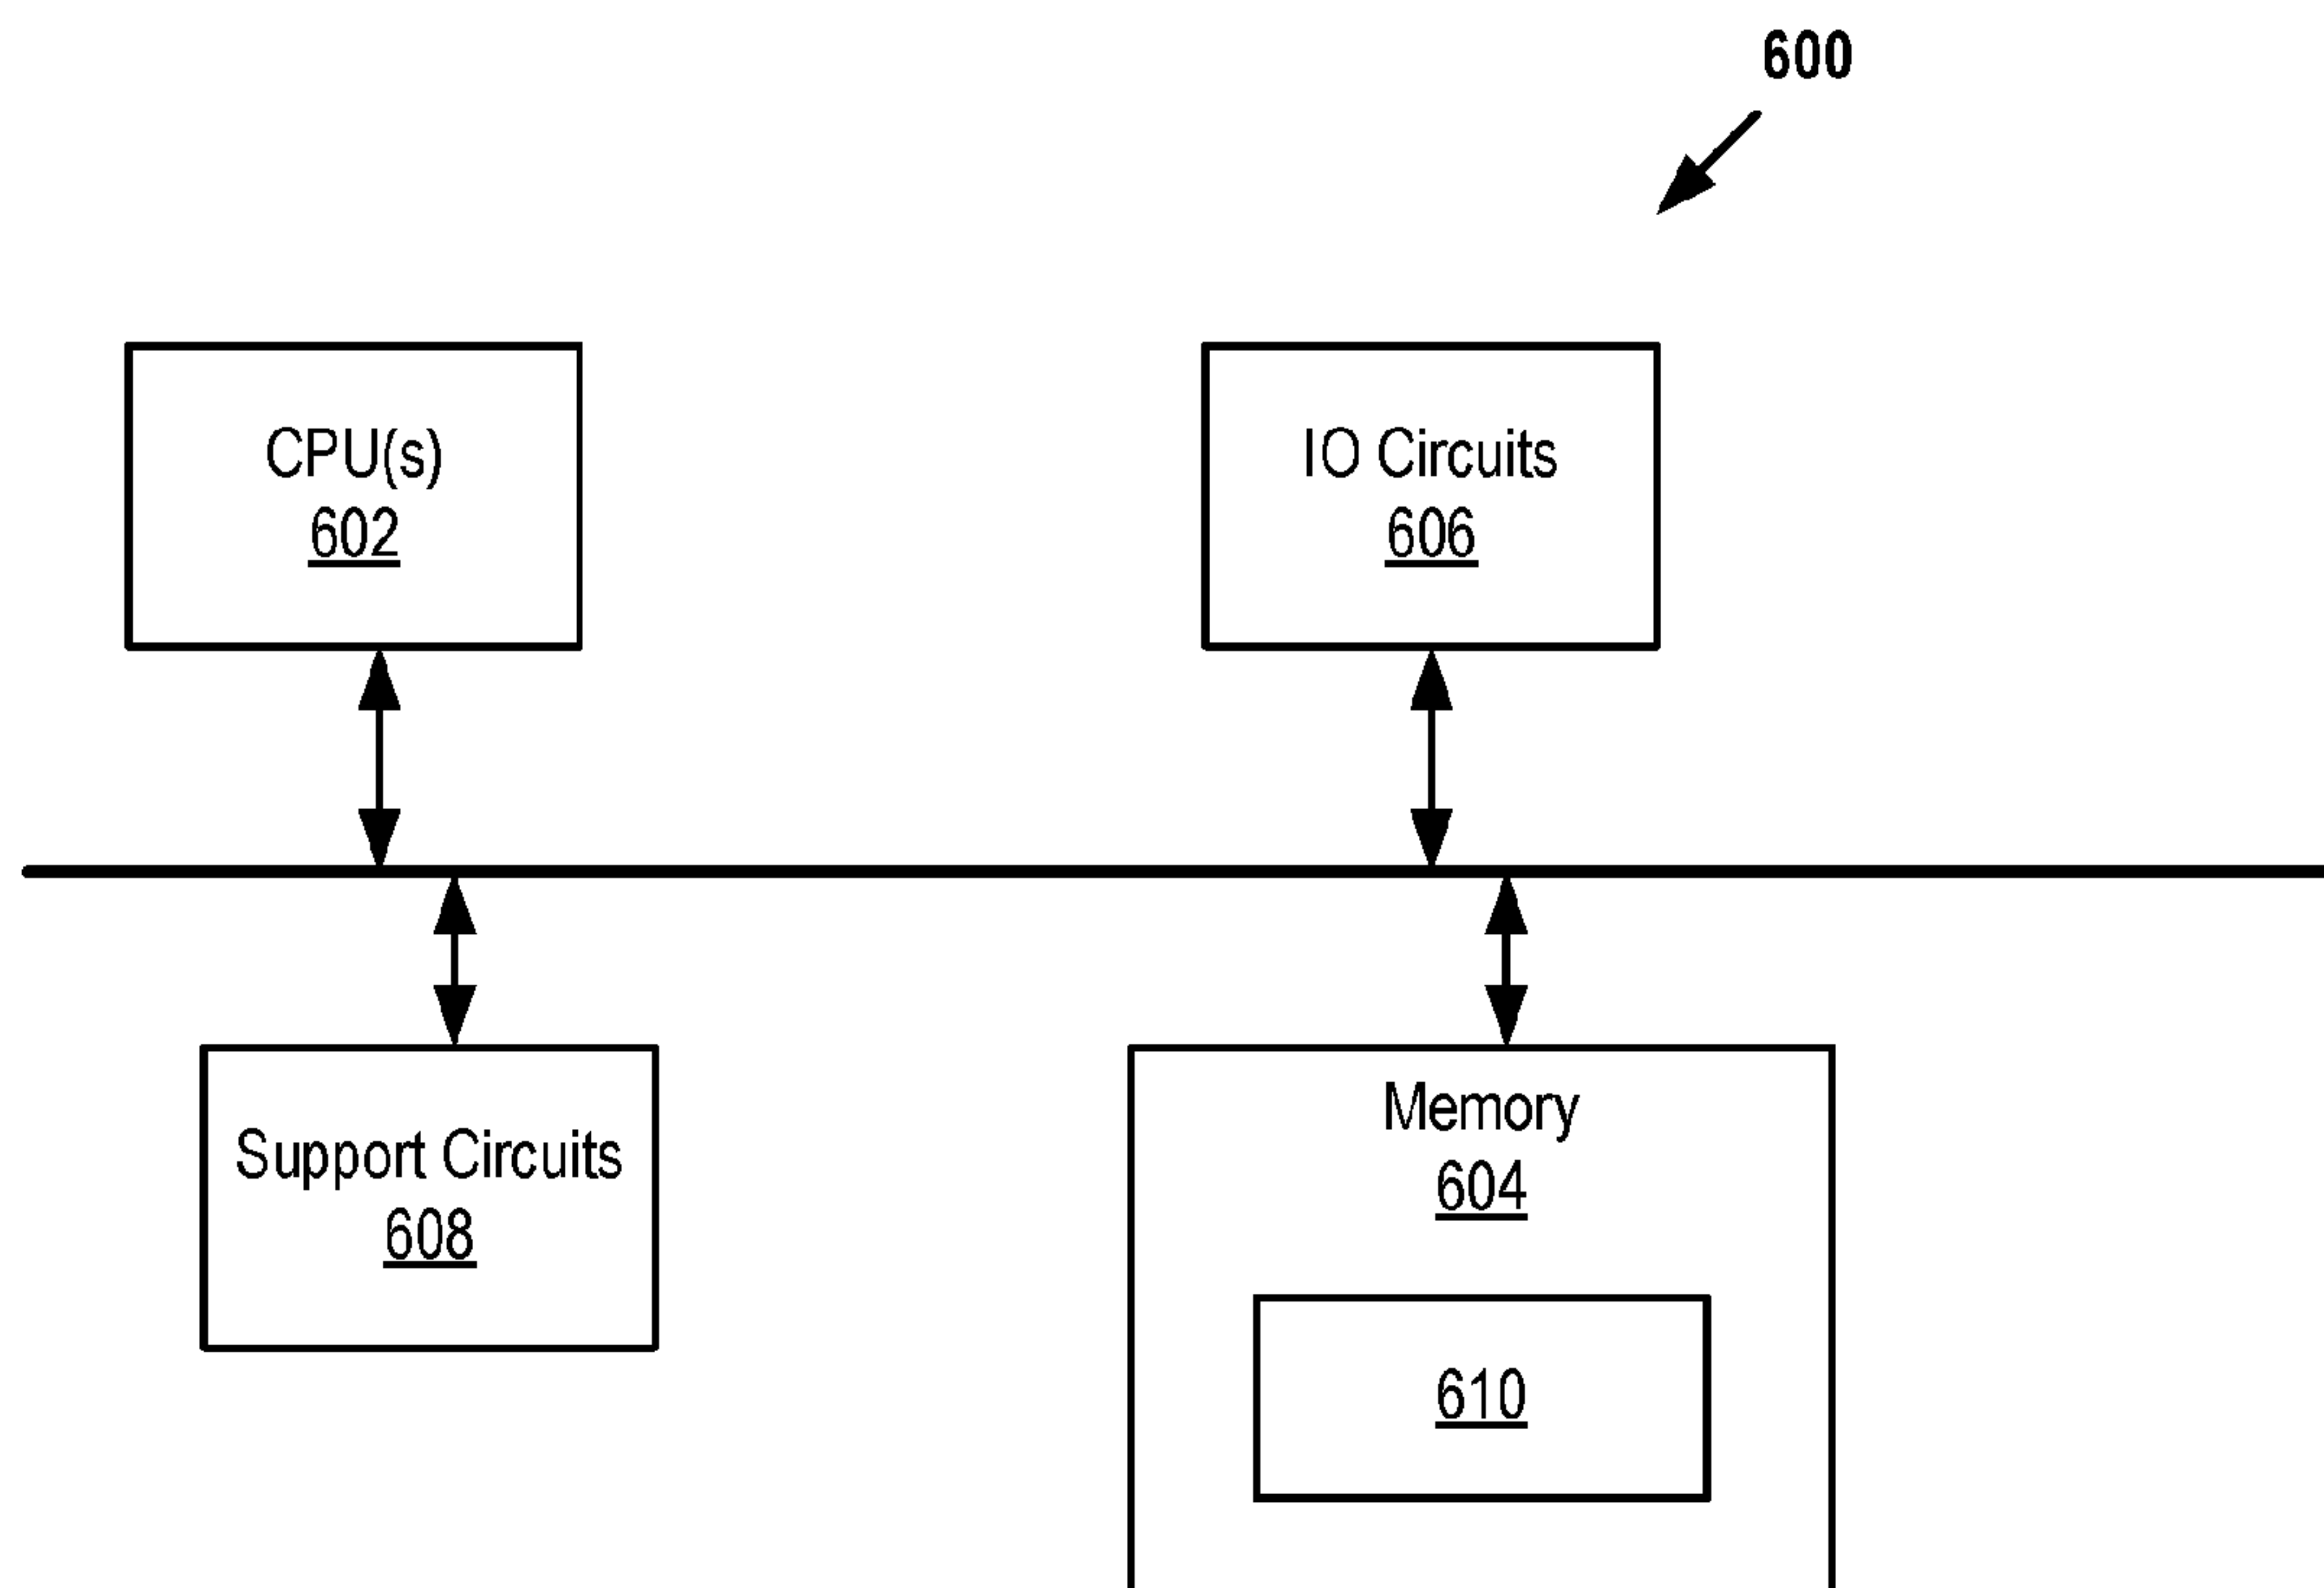 600
CPU(s)
602
IO Circuits
606
Support Circuits
608
Memory
604
610